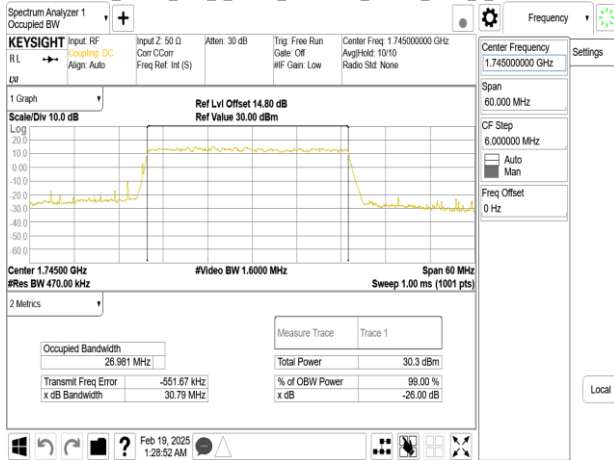 Spectrum Analyzer 1
Occupied BW
+
Frequency
KEYSIGHT
RL
LXI
Input: RF
Coupling: DC
Align: Auto
Input Z: 50 Ω
Corr CCorr
Freq Ref: Int (S)
Atten: 30 dB
Trig: Free Run
Gate: Off
#IF Gain: Low
Center Freq: 1.745000000 GHz
Avg|Hold: 10/10
Radio Std: None
Center Frequency
1.745000000 GHz
Settings
Span
60.000 MHz
CF Step
6.000000 MHz
Auto
Man
Freq Offset
0 Hz
Local
1 Graph
Scale/Div 10.0 dB
Ref Lvl Offset 14.80 dB
Ref Value 30.00 dBm
Log
20.0
10.0
0.00
-10.0
-20.0
-30.0
-40.0
-50.0
-60.0
Center 1.74500 GHz
#Video BW 1.6000 MHz
Span 60 MHz
#Res BW 470.00 kHz
Sweep 1.00 ms (1001 pts)
2 Metrics
Measure Trace
Trace 1
Occupied Bandwidth
26.981 MHz
Total Power
30.3 dBm
Transmit Freq Error
-551.67 kHz
% of OBW Power
99.00 %
x dB Bandwidth
30.79 MHz
x dB
-26.00 dB
?
Feb 19, 2025
1:28:52 AM